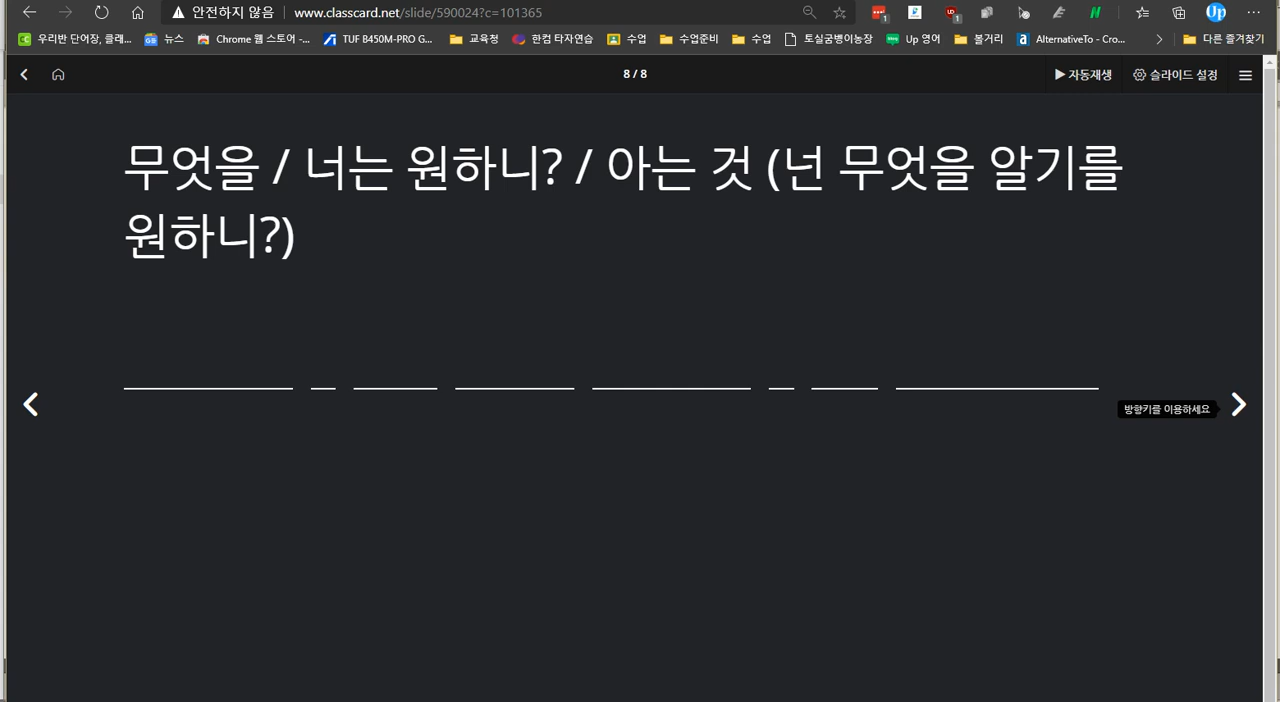 안전하지 않음 www.classcard.net/slide/590024?c=101365
우리반 단어장, 클래... 뉴스 Chrome 웹 스토어 -... TUF B450M-PRO G... 교육청 한컴 타자연습 수업 수업준비 수업 토실굼벵이농장 Up 영어 볼거리 AlternativeTo - Cro... 다른 즐겨찾기
8 / 8 자동재생 슬라이드 설정
무엇을 / 너는 원하니? / 아는 것 (넌 무엇을 알기를
원하니?)
방향키를 이용하세요